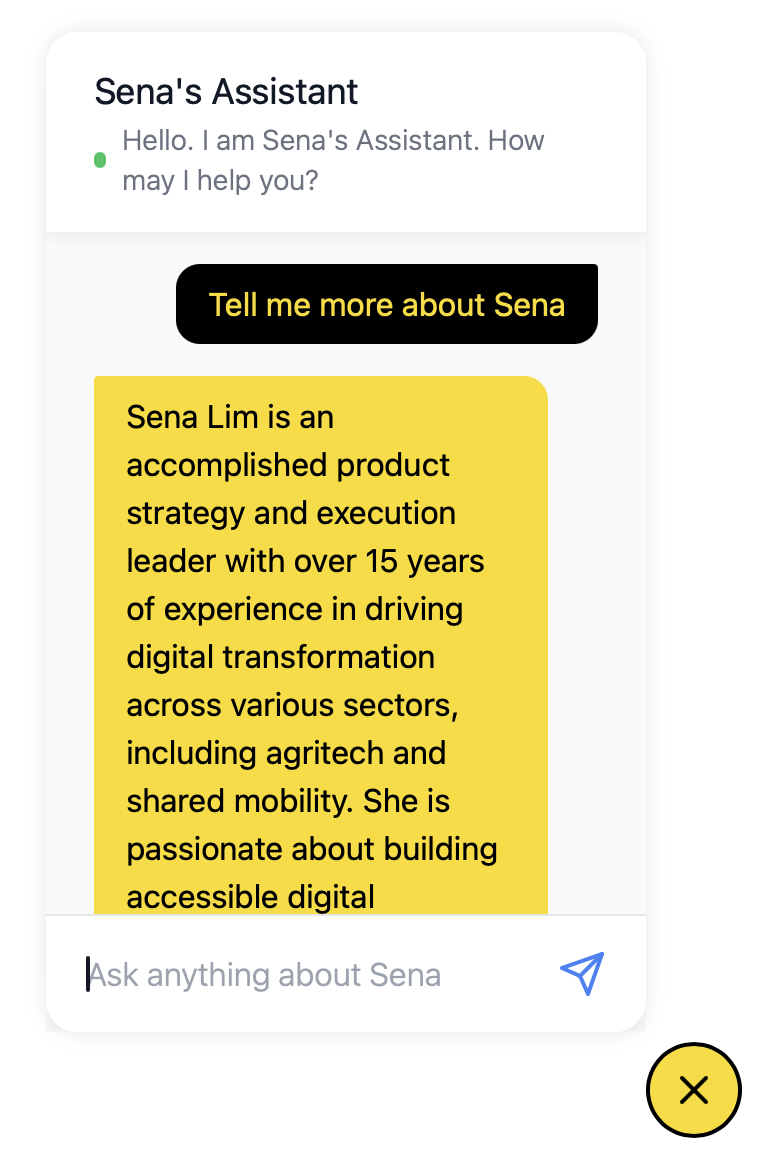 Sena's Assistant
Hello. I am Sena's Assistant. How
may I help you?
Tell me more about Sena
Sena Lim is an
accomplished product
strategy and execution
leader with over 15 years
of experience in driving
digital transformation
across various sectors,
including agritech and
shared mobility. She is
passionate about building
accessible digital
Ask anything about Sena